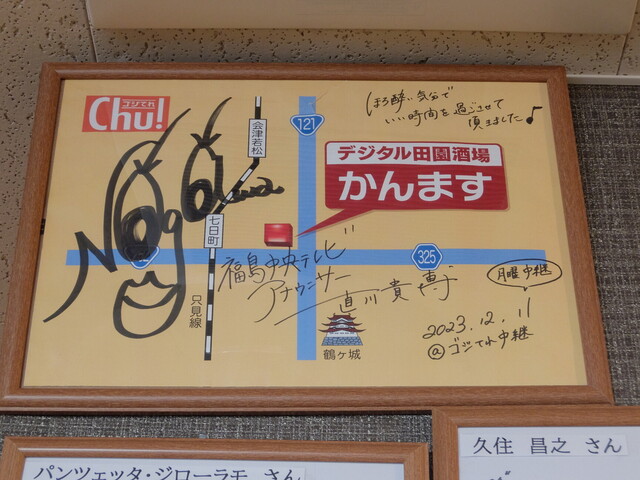 ゴジてれ
Chu!
会津若松
121
ほろ酔い気分で
いい時間を過ごさせて
頂きました♪
デジタル田園酒場
かんます
七日町
福島中央テレビ
アナウンサー
直川貴博
325
月曜中継
2023.12.11
@ゴジてれ中継
只見線
鶴ヶ城
パンツェッタ・ジローラモ さん
久住 昌之 さん